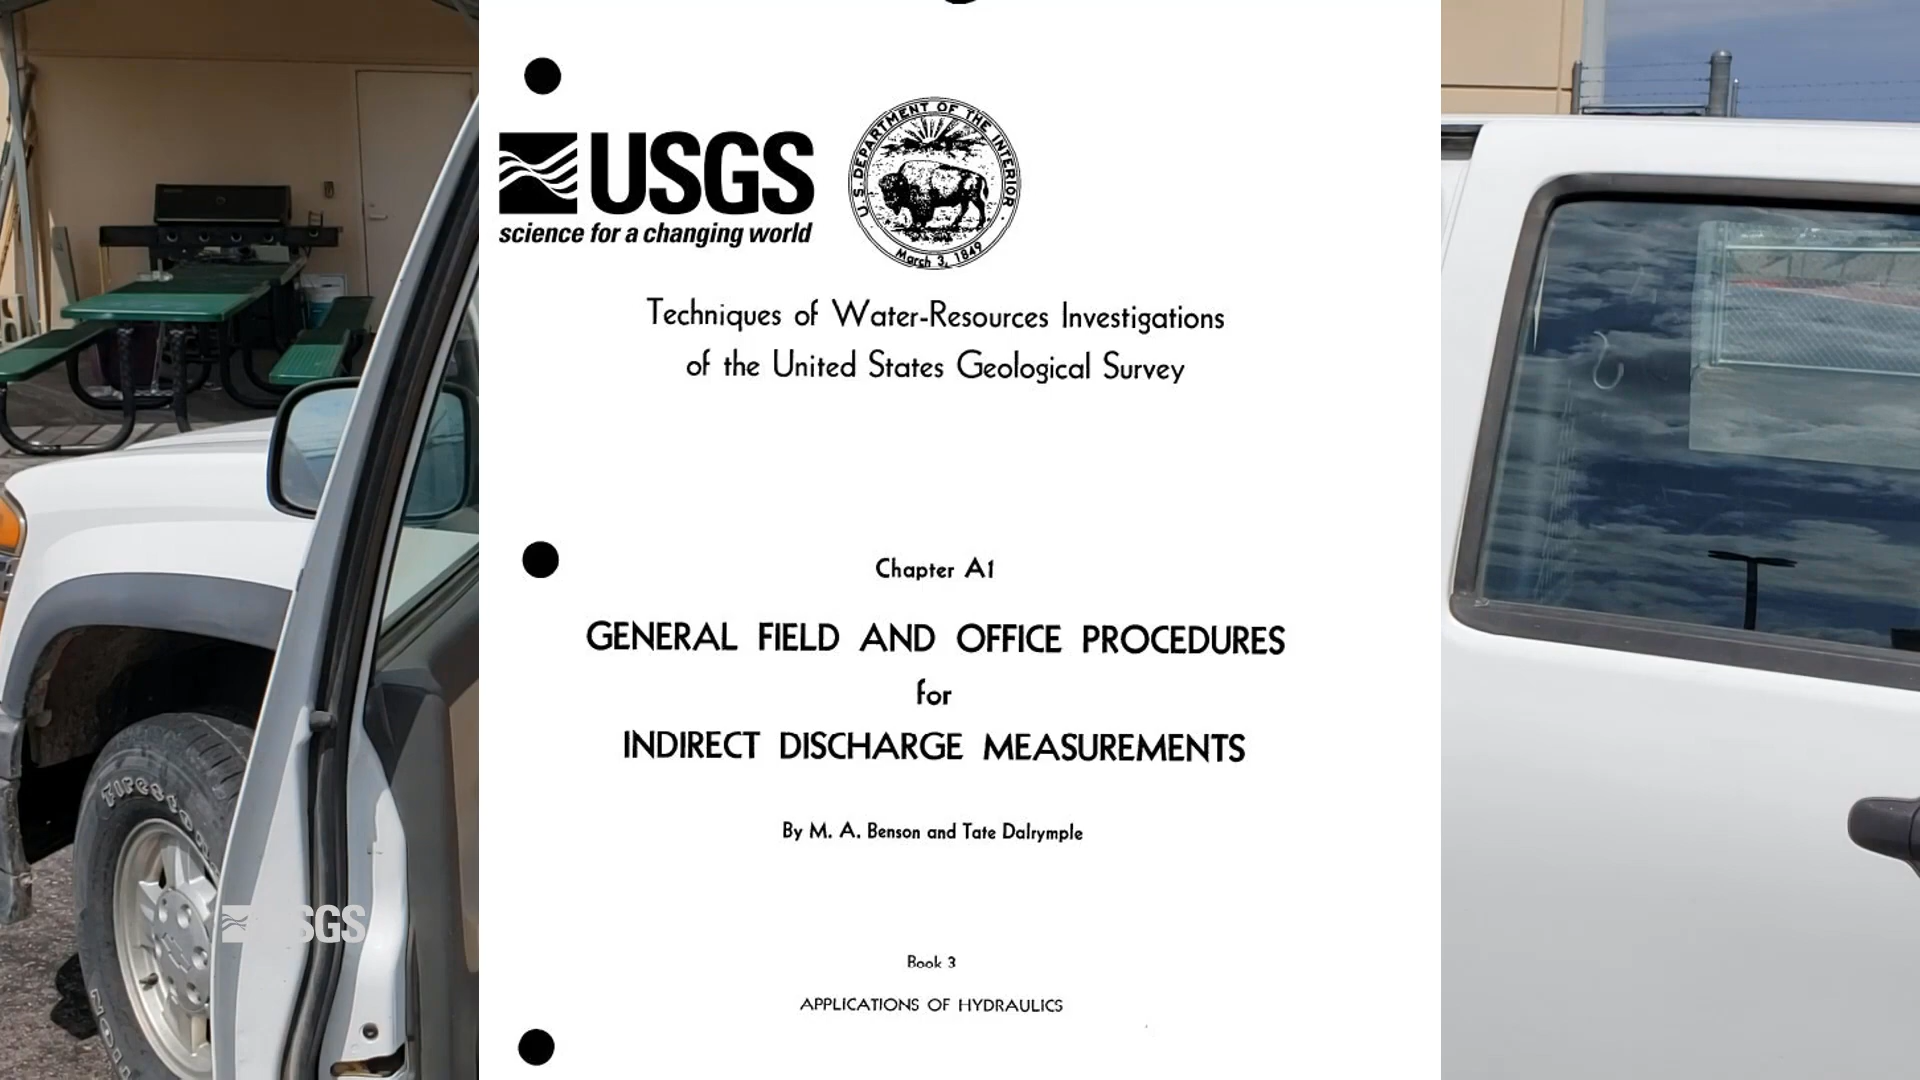 USGS
science for a changing world
U.S. DEPARTMENT OF THE INTERIOR
March 3, 1849
Techniques of Water-Resources Investigations
of the United States Geological Survey
Chapter A1
GENERAL FIELD AND OFFICE PROCEDURES
for
INDIRECT DISCHARGE MEASUREMENTS
By M. A. Benson and Tate Dalrymple
Book 3
APPLICATIONS OF HYDRAULICS
Firestone
USGS